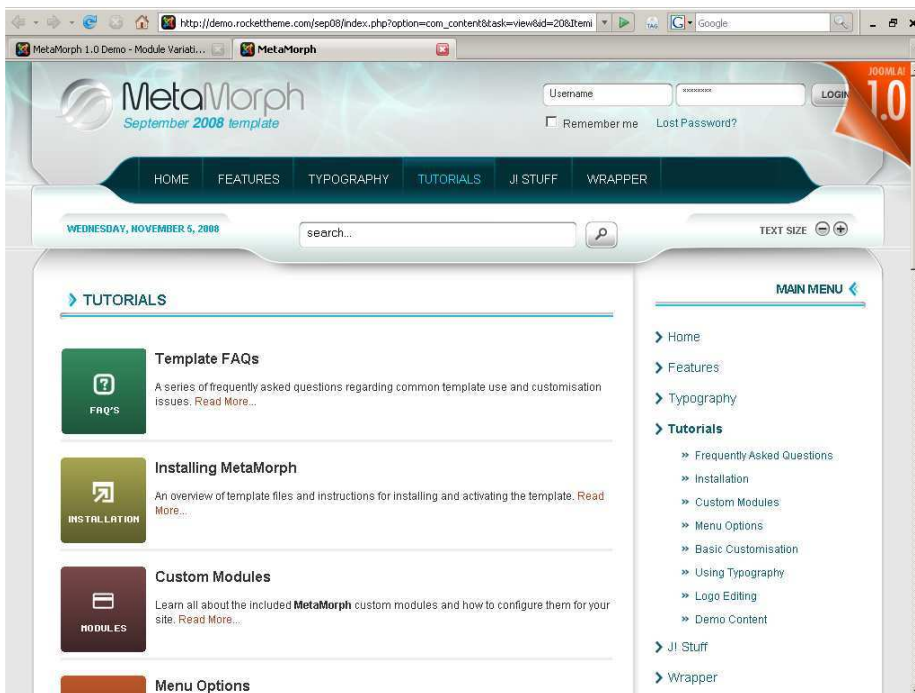 http://demo.rockettheme.com/sep08/index.php?option=com_content&task=view&id=20&Itemi
TAG
G
Google
MetaMorph 1.0 Demo - Module Variati...
MetaMorph
JOOMLA!
1.0
MetaMorph
September 2008 template
Username
********
LOGIN
Remember me
Lost Password?
HOME
FEATURES
TYPOGRAPHY
TUTORIALS
J! STUFF
WRAPPER
WEDNESDAY, NOVEMBER 5, 2008
search...
TEXT SIZE
TUTORIALS
FAQ'S
Template FAQs
A series of frequently asked questions regarding common template use and customisation
issues. Read More...
INSTALLATION
Installing MetaMorph
An overview of template files and instructions for installing and activating the template. Read
More...
MODULES
Custom Modules
Learn all about the included MetaMorph custom modules and how to configure them for your
site. Read More...
Menu Options
MAIN MENU
Home
Features
Typography
Tutorials
Frequently Asked Questions
Installation
Custom Modules
Menu Options
Basic Customisation
Using Typography
Logo Editing
Demo Content
J! Stuff
Wrapper